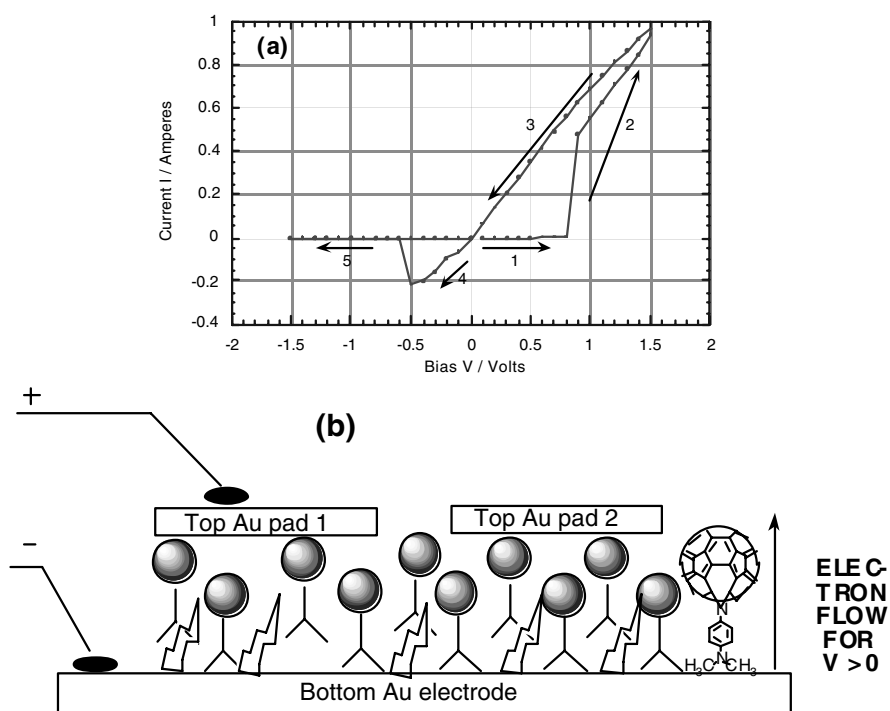 (a)
Current I / Amperes
1
0.8
0.6
0.4
0.2
0
-0.2
-0.4
3
2
5
1
4
-2
-1.5
-1
-0.5
0
0.5
1
1.5
2
Bias V / Volts
+
(b)
Top Au pad 1
Top Au pad 2
–
N
N
H₃C
CH₃
Bottom Au electrode
ELEC-
TRON
FLOW
FOR
V >0